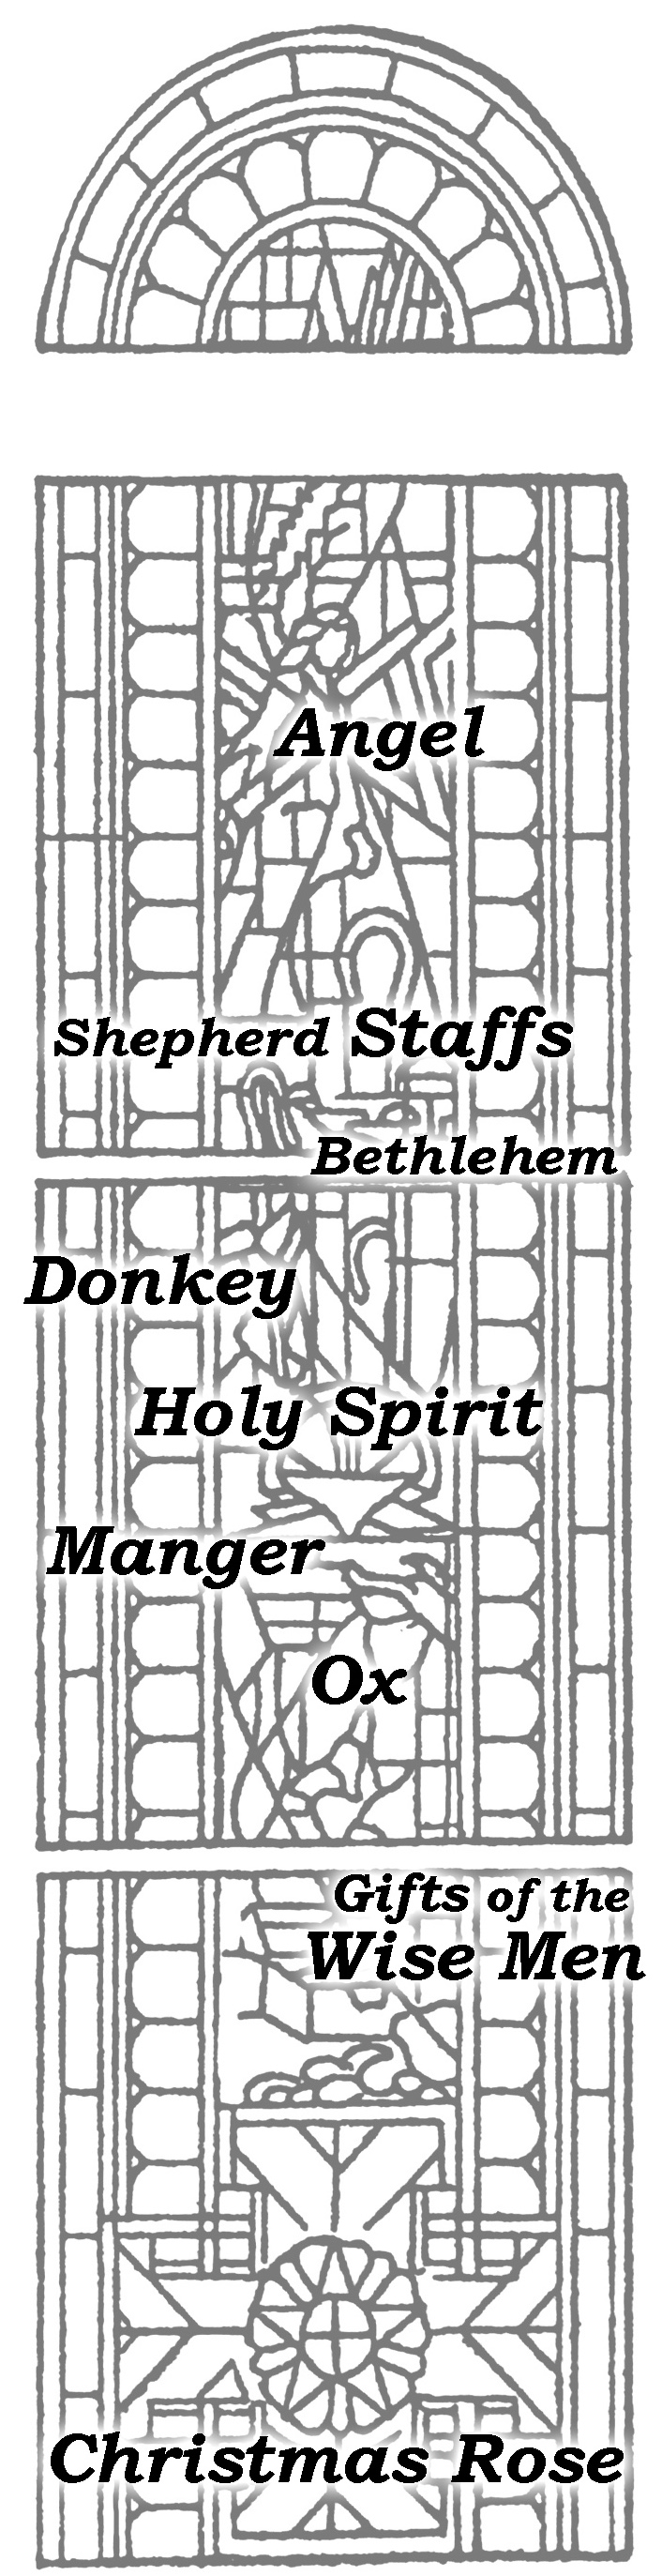 Angel
Shepherd Staffs
Bethlehem
Donkey
Holy Spirit
Manger
Ox
Gifts of the
Wise Men
Christmas Rose